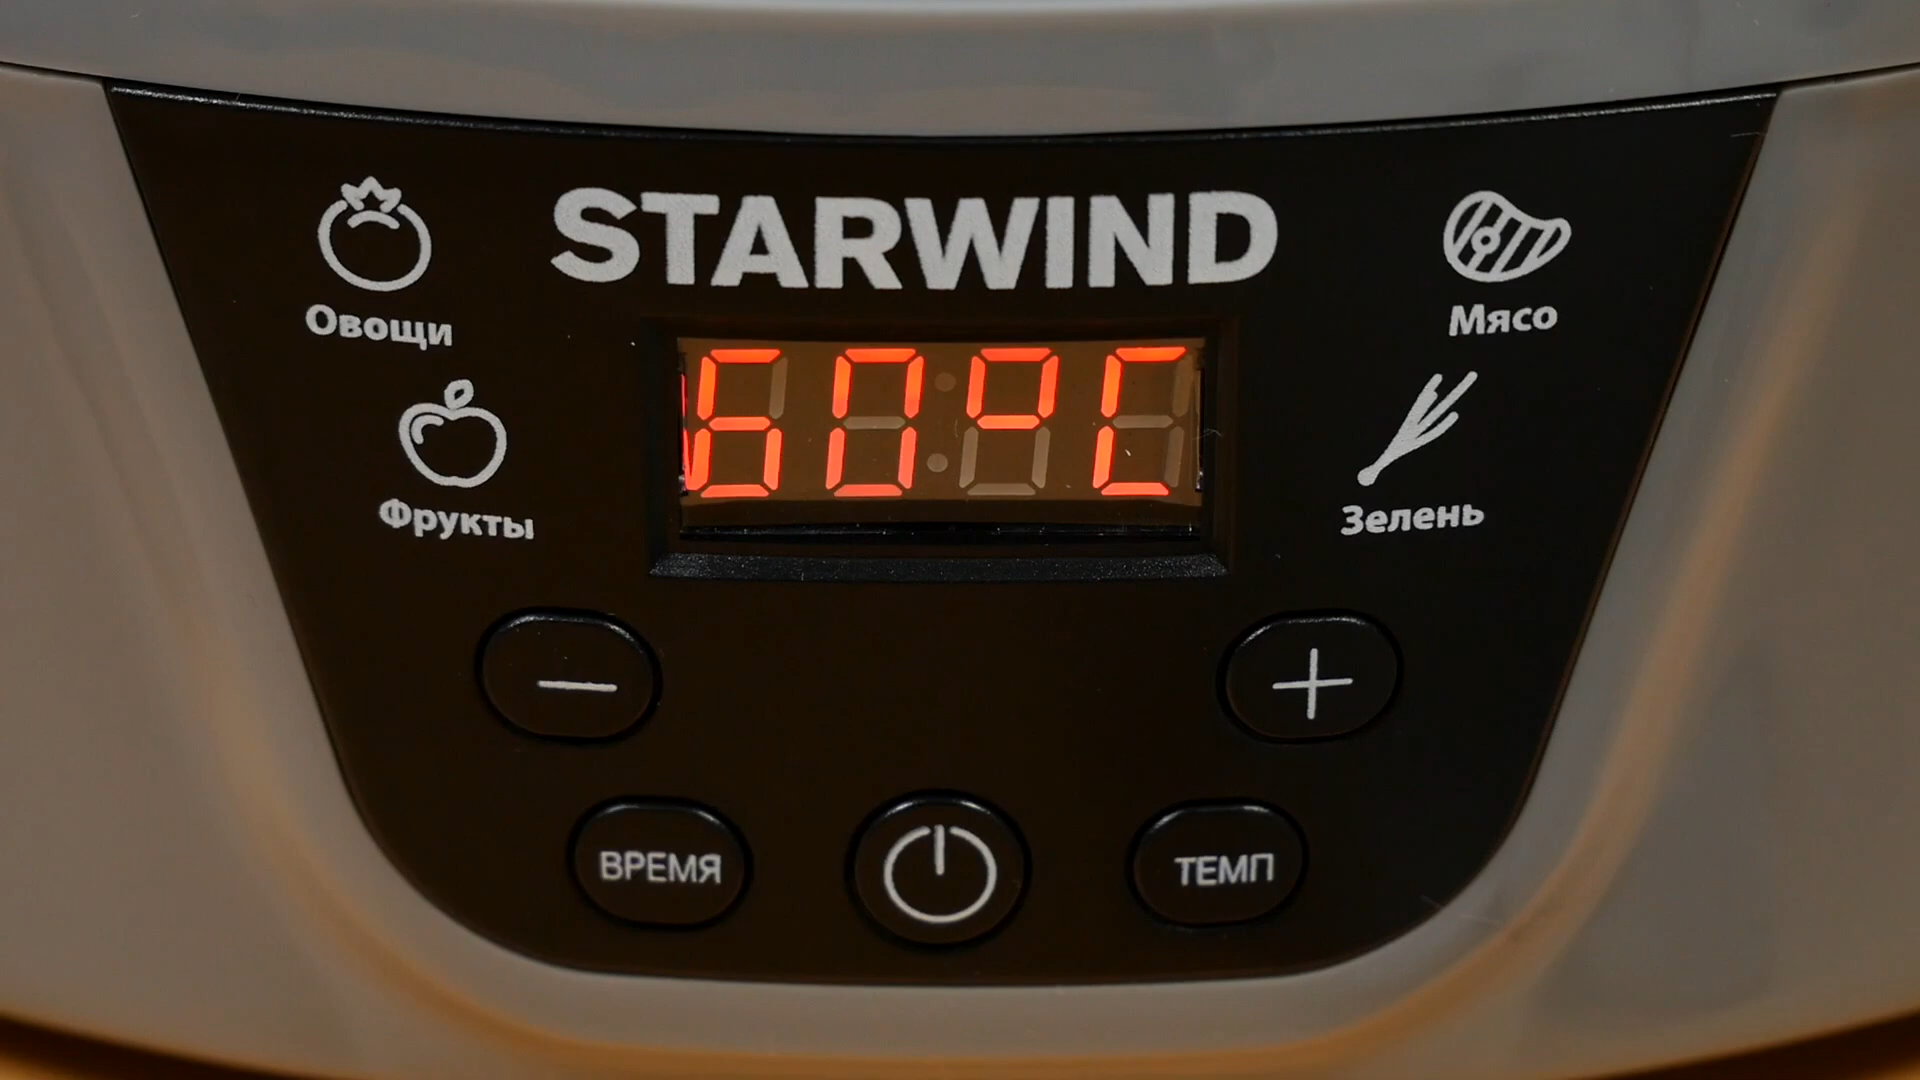 STARWIND
Овощи
Мясо
60°C
Фрукты
Зелень
− +
ВРЕМЯ
ТЕМП